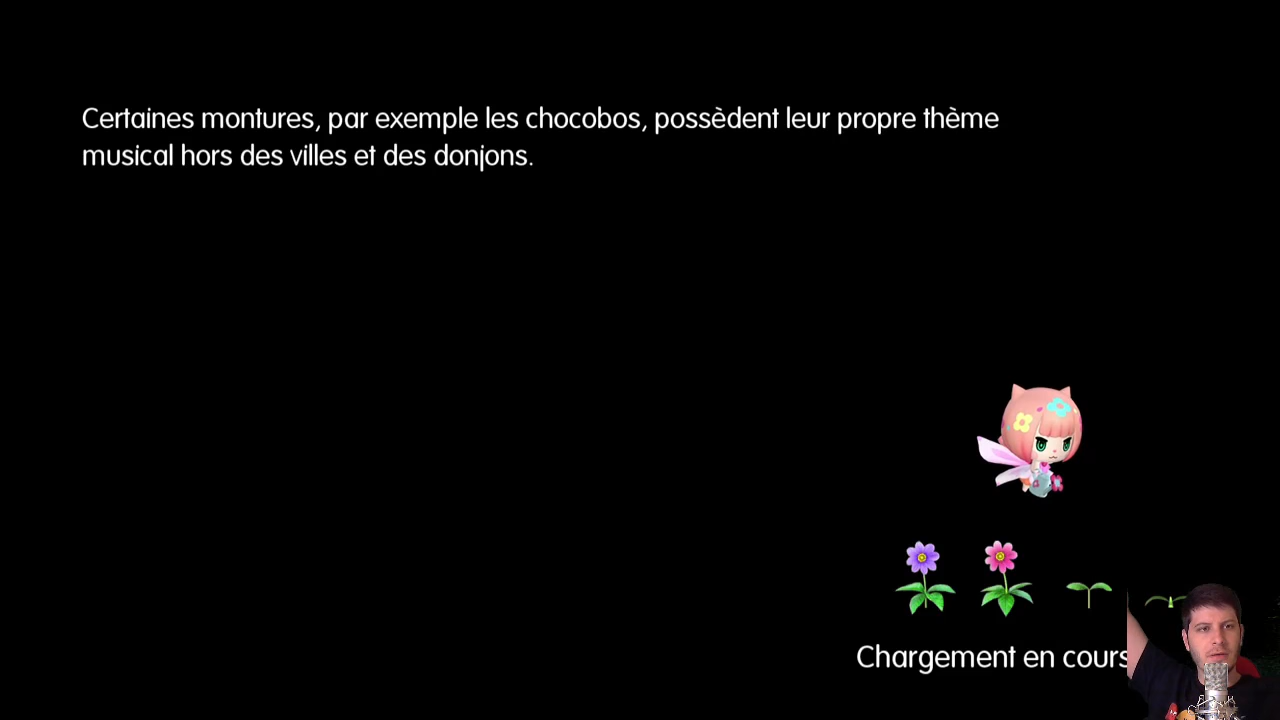 Certaines montures, par exemple les chocobos, possèdent leur propre thème
musical hors des villes et des donjons.
Chargement en cours